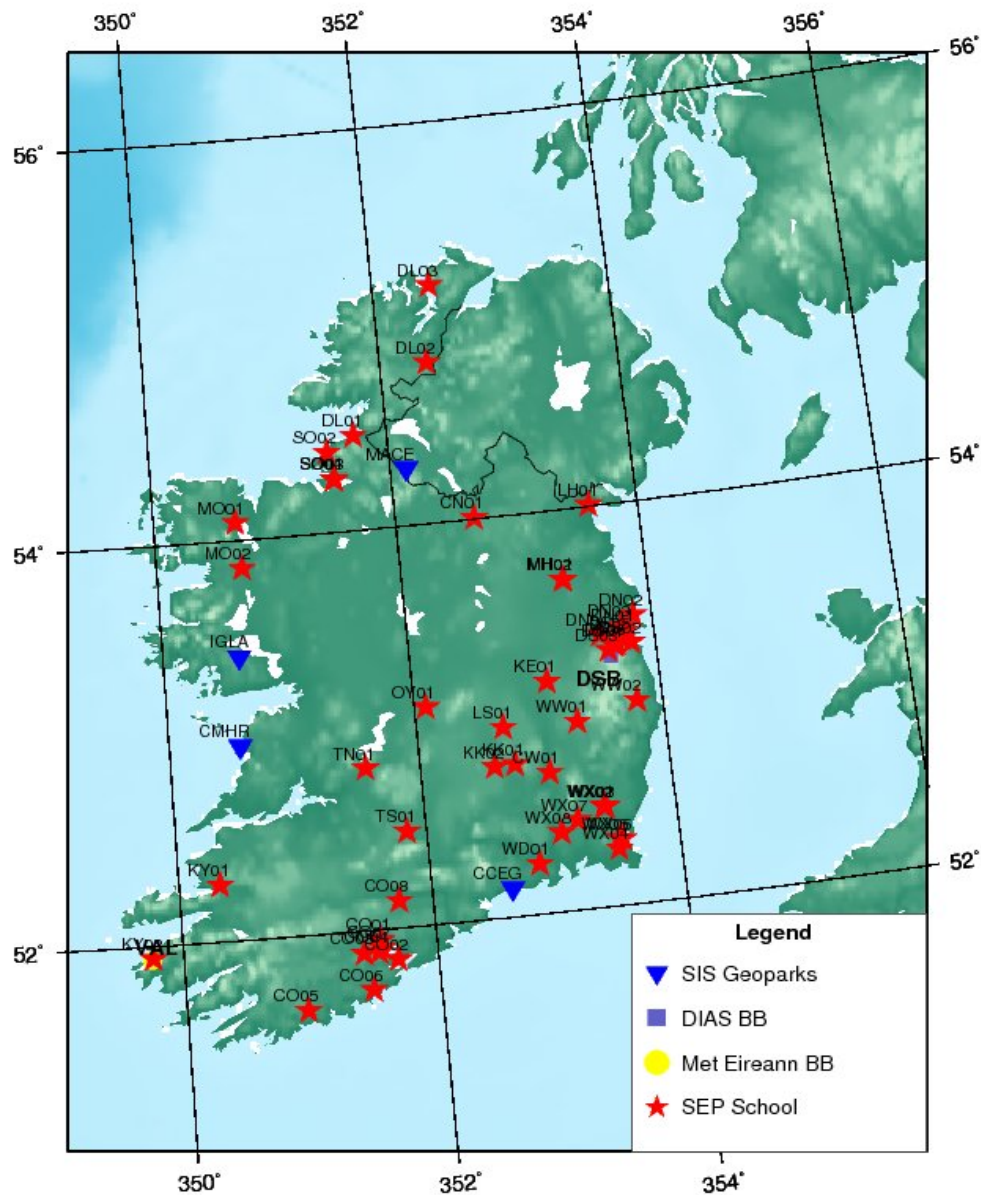 350° 352° 354° 356°
56°
56°
DL03
DL02
DL01
SO02
MACE
54°
CN01
LH01
MO01
54°
MO02
MH02
DN02
IGLA
KE01
DSB
WW02
OY01
LS01
WW01
CMHR
KK01
KK02
CW01
TN01
WX07
WX08
TS01
WX01
WD01
52°
CCEG
KY01
CO08
CO01
CO02
52°
VAL
CO06
CO05
Legend
SIS Geoparks
DIAS BB
Met Eireann BB
SEP School
350° 352° 354°